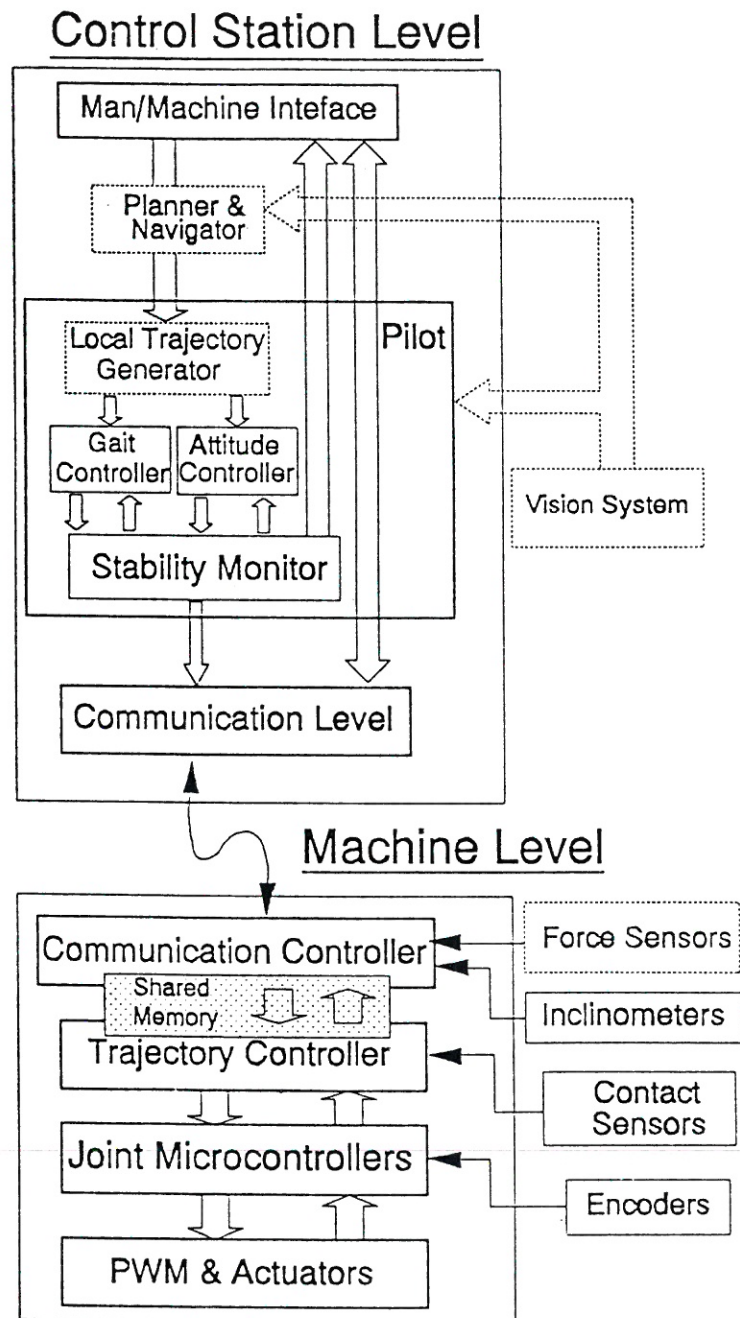 Control Station Level
Man/Machine Inteface
Planner &
Navigator
Pilot
Local Trajectory
Generator
Gait
Controller
Attitude
Controller
Vision System
Stability Monitor
Communication Level
Machine Level
Communication Controller
Force Sensors
Shared
Memory
Inclinometers
Trajectory Controller
Contact
Sensors
Joint Microcontrollers
Encoders
PWM & Actuators